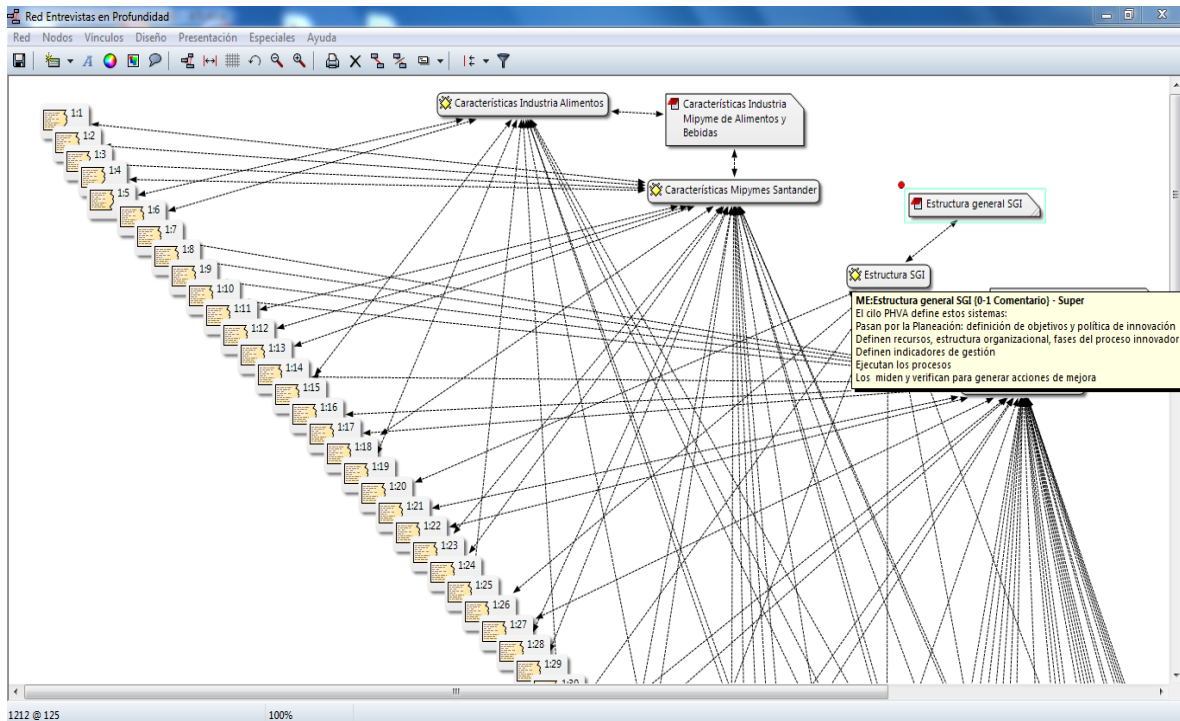 Red Entrevistas en Profundidad
Red Nodos Vínculos Diseño Presentación Especiales Ayuda
Características Industria Alimentos
Características Industria
Mipyme de Alimentos y
Bebidas
Características Mipymes Santander
Estructura general SGI
Estructura SGI
ME:Estructura general SGI (0-1 Comentario) - Super
El cilo PHVA define estos sistemas:
Pasan por la Planeación: definición de objetivos y política de innovación
Definen recursos, estructura organizacional, fases del proceso innovador
Definen indicadores de gestión
Ejecutan los procesos
Los miden y verifican para generar acciones de mejora
1:1
1:2
1:3
1:4
1:5
1:6
1:7
1:8
1:9
1:10
1:11
1:12
1:13
1:14
1:15
1:16
1:17
1:18
1:19
1:20
1:21
1:22
1:23
1:24
1:25
1:26
1:27
1:28
1:29
1:30
1212 @ 125 100%